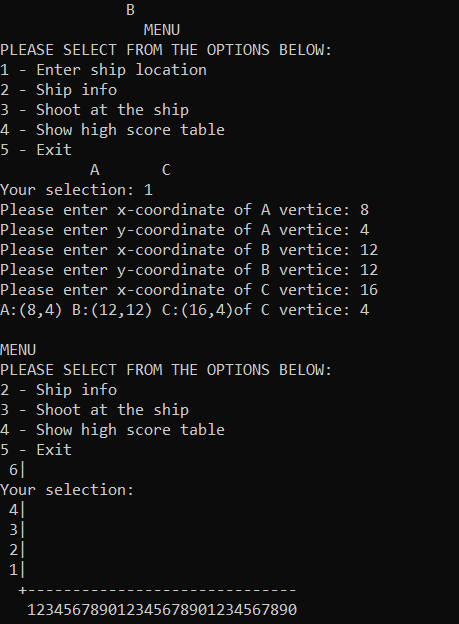 B
MENU
PLEASE SELECT FROM THE OPTIONS BELOW:
1 - Enter ship location
2 - Ship info
3 - Shoot at the ship
4 - Show high score table
5 - Exit
A C
Your selection: 1
Please enter x-coordinate of A vertice: 8
Please enter y-coordinate of A vertice: 4
Please enter x-coordinate of B vertice: 12
Please enter y-coordinate of B vertice: 12
Please enter x-coordinate of C vertice: 16
A:(8,4) B:(12,12) C:(16,4)of C vertice: 4
MENU
PLEASE SELECT FROM THE OPTIONS BELOW:
2 - Ship info
3 - Shoot at the ship
4 - Show high score table
5 - Exit
6|
Your selection:
4|
3|
2|
1|
+------------------------------
123456789012345678901234567890